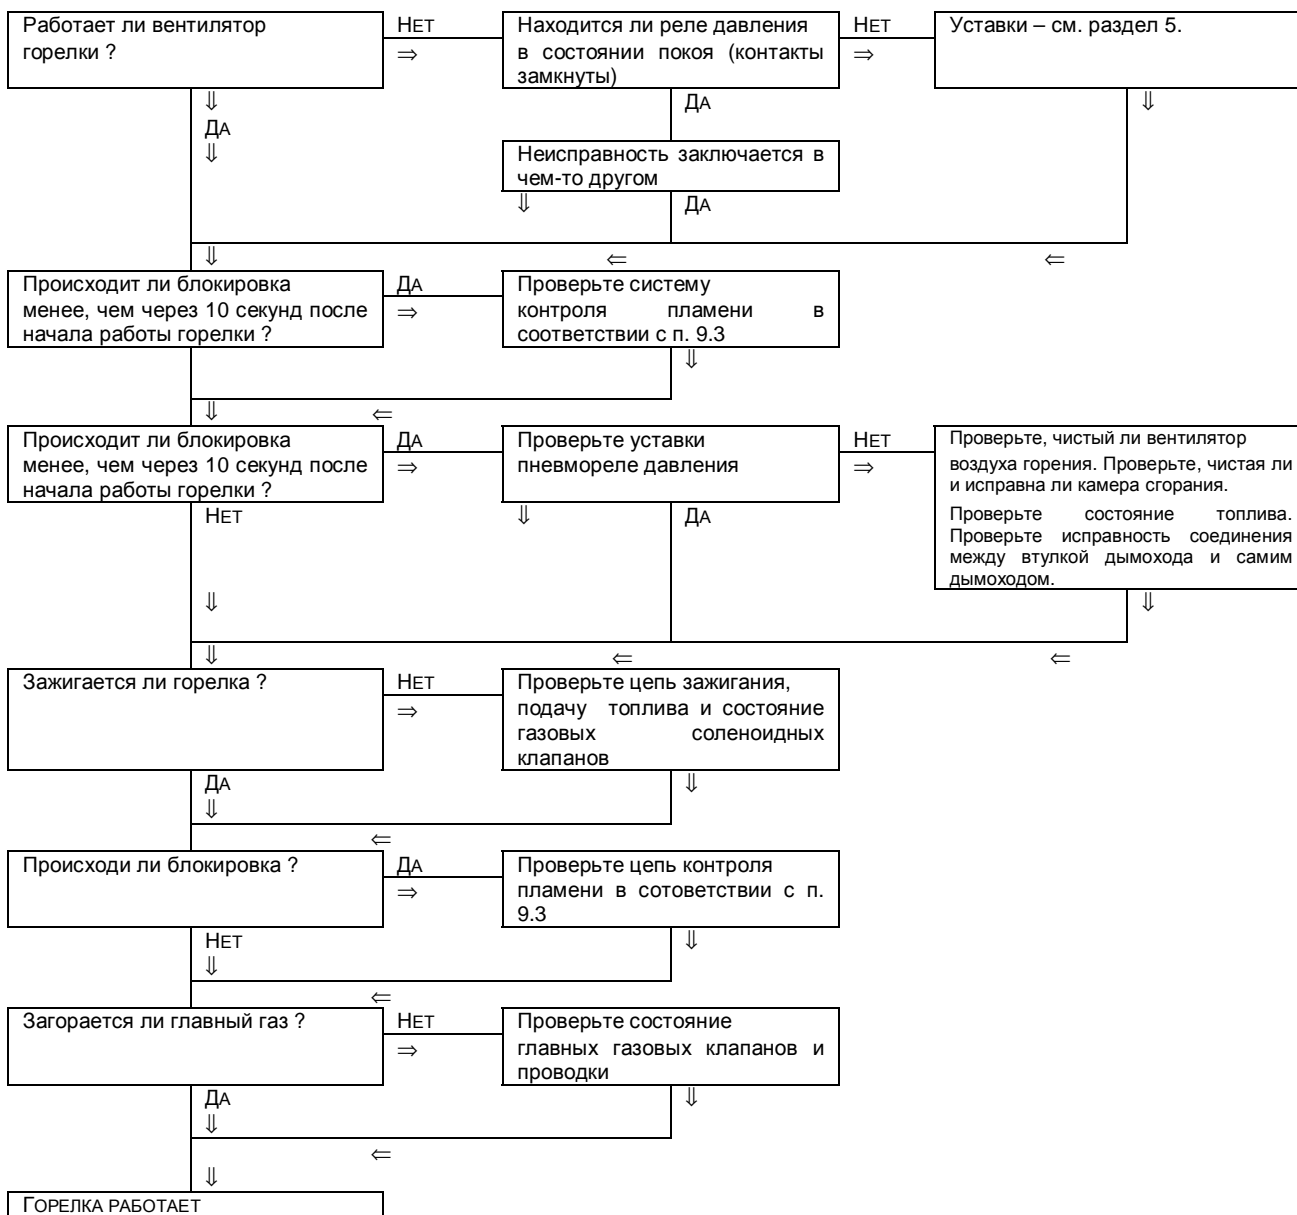 Работает ли вентилятор
горелки ?
НЕТ
⇒
Находится ли реле давления
в состоянии покоя (контакты
замкнуты)
НЕТ
⇒
Уставки – см. раздел 5.
⇓
ДА
⇓
ДА
⇓
Неисправность заключается в
чем-то другом
⇓
ДА
⇓
⇐
⇐
Происходит ли блокировка
менее, чем через 10 секунд после
начала работы горелки ?
ДА
⇒
Проверьте систему
контроля пламени в
соответствии с п. 9.3
⇓
⇓
⇐
Происходит ли блокировка
менее, чем через 10 секунд после
начала работы горелки ?
ДА
⇒
Проверьте уставки
пневмореле давления
НЕТ
⇒
Проверьте, чистый ли вентилятор
воздуха горения. Проверьте, чистая ли
и исправна ли камера сгорания.
Проверьте состояние топлива.
Проверьте исправность соединения
между втулкой дымохода и самим
дымоходом.
НЕТ
⇓
ДА
⇓
⇓
⇓
⇐
⇐
Зажигается ли горелка ?
НЕТ
⇒
Проверьте цепь зажигания,
подачу топлива и состояние
газовых соленоидных
клапанов
ДА
⇓
⇓
⇐
Происходи ли блокировка ?
ДА
⇒
Проверьте цепь контроля
пламени в сотоветствии с п.
9.3
НЕТ
⇓
⇓
⇐
Загорается ли главный газ ?
НЕТ
⇒
Проверьте состояние
главных газовых клапанов и
проводки
ДА
⇓
⇓
⇐
⇓
ГОРЕЛКА РАБОТАЕТ